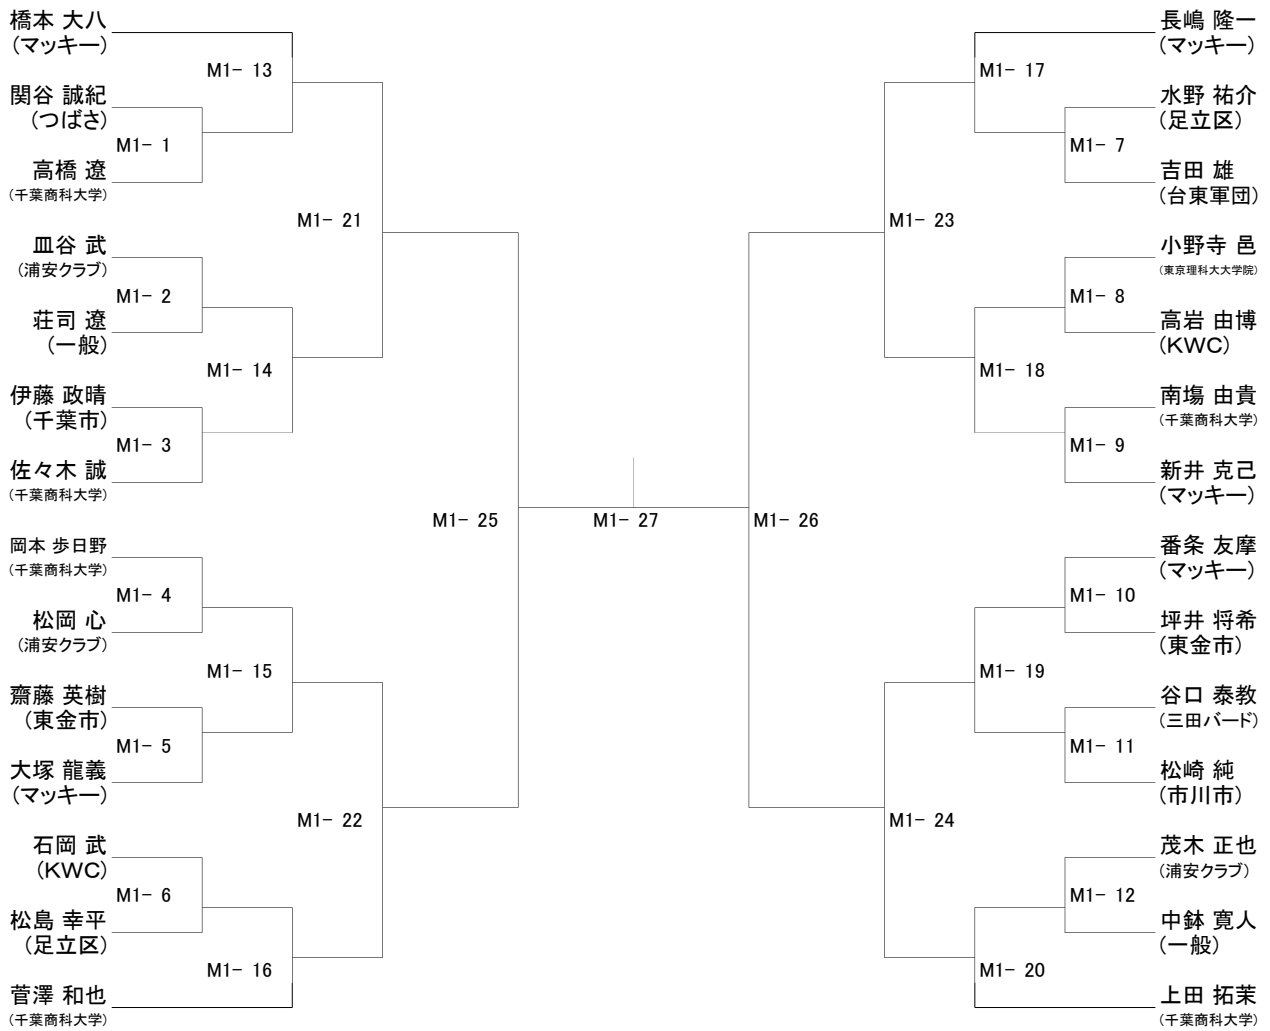 橋本 大八
(マッキー)
M1- 13
関谷 誠紀
(つばさ)
M1- 1
高橋 遼
(千葉商科大学)
M1- 21
皿谷 武
(浦安クラブ)
M1- 2
荘司 遼
(一般)
M1- 14
伊藤 政晴
(千葉市)
M1- 3
佐々木 誠
(千葉商科大学)
M1- 25
岡本 歩日野
(千葉商科大学)
M1- 4
松岡 心
(浦安クラブ)
M1- 15
齋藤 英樹
(東金市)
M1- 5
大塚 龍義
(マッキー)
M1- 22
石岡 武
(KWC)
M1- 6
松島 幸平
(足立区)
M1- 16
菅澤 和也
(千葉商科大学)
M1- 27
長嶋 隆一
(マッキー)
M1- 17
水野 祐介
(足立区)
M1- 7
吉田 雄
(台東軍団)
M1- 23
小野寺 邑
(東京理科大大学院)
M1- 8
高岩 由博
(KWC)
M1- 18
南塲 由貴
(千葉商科大学)
M1- 9
新井 克己
(マッキー)
M1- 26
番条 友摩
(マッキー)
M1- 10
坪井 将希
(東金市)
M1- 19
谷口 泰教
(三田バード)
M1- 11
松崎 純
(市川市)
M1- 24
茂木 正也
(浦安クラブ)
M1- 12
中鉢 寛人
(一般)
M1- 20
上田 拓茉
(千葉商科大学)